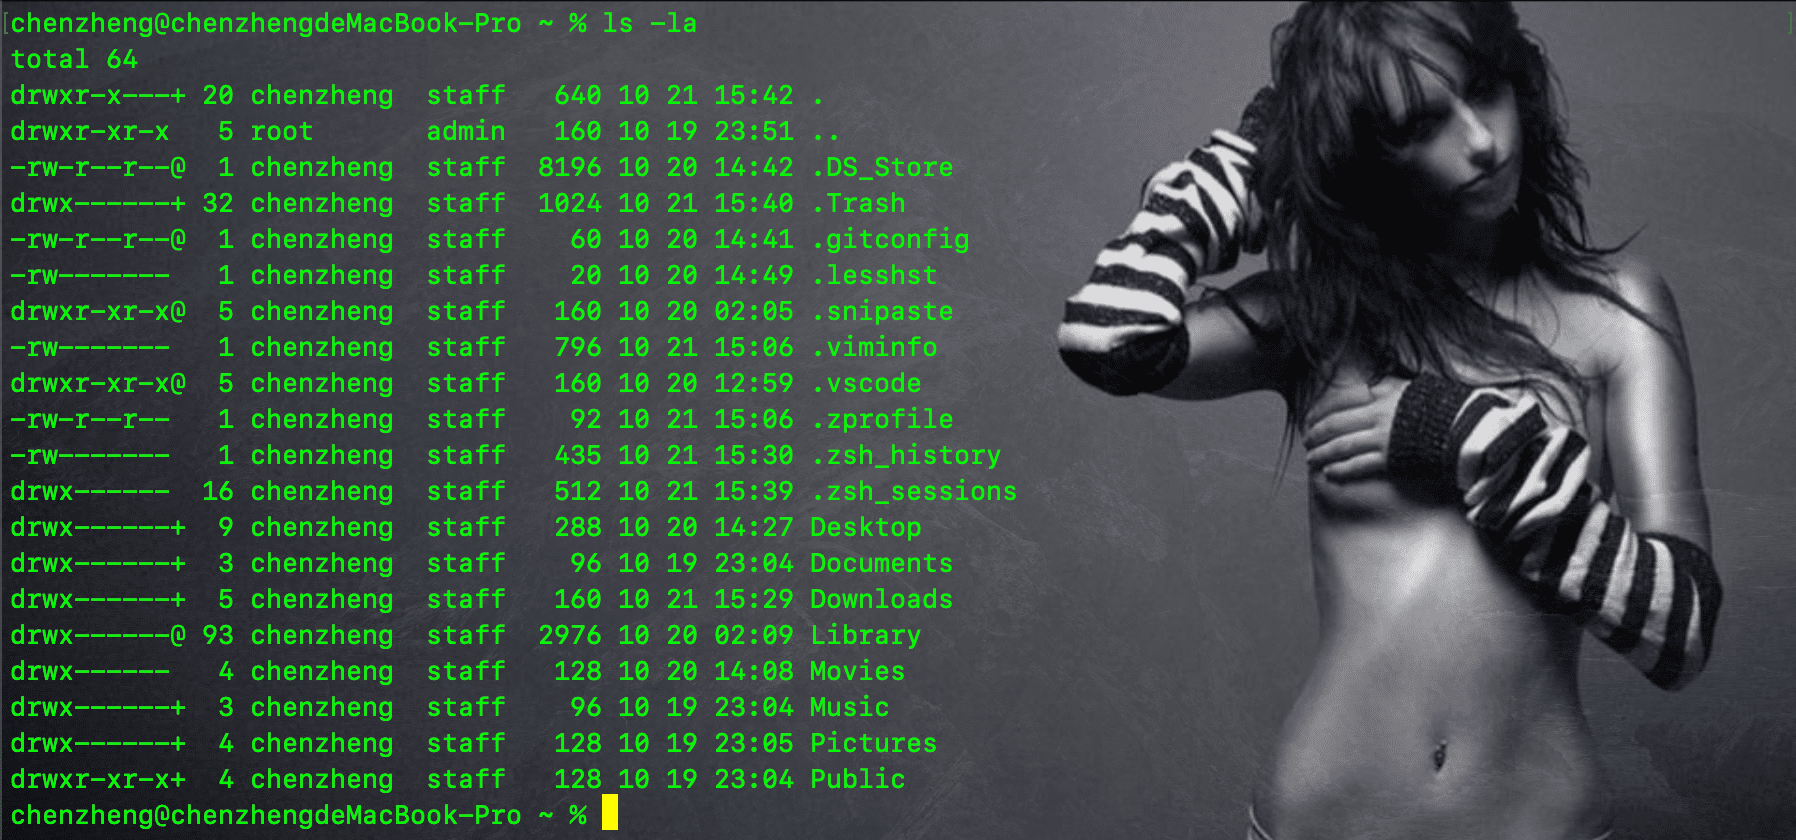 [chenzheng@chenzhengdeMacBook-Pro ~ % ls -la ]
total 64
drwxr-x---+ 20 chenzheng  staff   640 10 21 15:42 .
drwxr-xr-x   5 root       admin   160 10 19 23:51 ..
-rw-r--r--@  1 chenzheng  staff  8196 10 20 14:42 .DS_Store
drwx------+ 32 chenzheng  staff  1024 10 21 15:40 .Trash
-rw-r--r--@  1 chenzheng  staff    60 10 20 14:41 .gitconfig
-rw-------   1 chenzheng  staff    20 10 20 14:49 .lesshst
drwxr-xr-x@  5 chenzheng  staff   160 10 20 02:05 .snipaste
-rw-------   1 chenzheng  staff   796 10 21 15:06 .viminfo
drwxr-xr-x@  5 chenzheng  staff   160 10 20 12:59 .vscode
-rw-r--r--   1 chenzheng  staff    92 10 21 15:06 .zprofile
-rw-------   1 chenzheng  staff   435 10 21 15:30 .zsh_history
drwx------  16 chenzheng  staff   512 10 21 15:39 .zsh_sessions
drwx------+  9 chenzheng  staff   288 10 20 14:27 Desktop
drwx------+  3 chenzheng  staff    96 10 19 23:04 Documents
drwx------+  5 chenzheng  staff   160 10 21 15:29 Downloads
drwx------@ 93 chenzheng  staff  2976 10 20 02:09 Library
drwx------   4 chenzheng  staff   128 10 20 14:08 Movies
drwx------+  3 chenzheng  staff    96 10 19 23:04 Music
drwx------+  4 chenzheng  staff   128 10 19 23:05 Pictures
drwxr-xr-x+  4 chenzheng  staff   128 10 19 23:04 Public
chenzheng@chenzhengdeMacBook-Pro ~ %